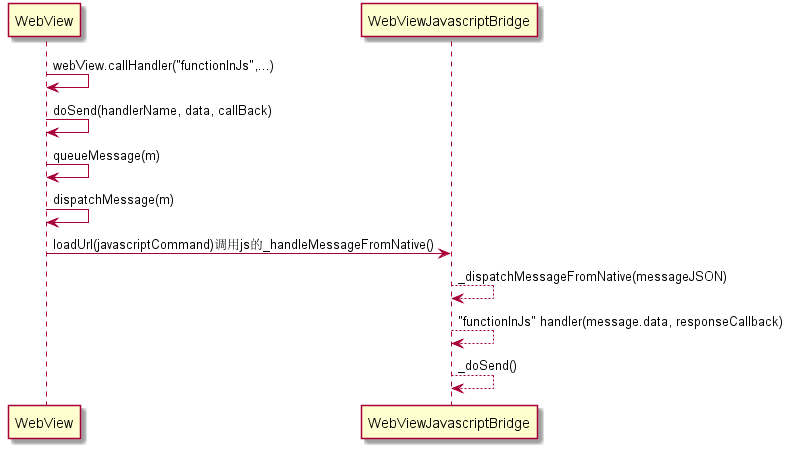 WebView
WebViewJavascriptBridge
webView.callHandler("functionInJs",...)
doSend(handlerName, data, callBack)
queueMessage(m)
dispatchMessage(m)
loadUrl(javascriptCommand)调用js的_handleMessageFromNative()
_dispatchMessageFromNative(messageJSON)
"functionInJs" handler(message.data, responseCallback)
_doSend()
WebView
WebViewJavascriptBridge